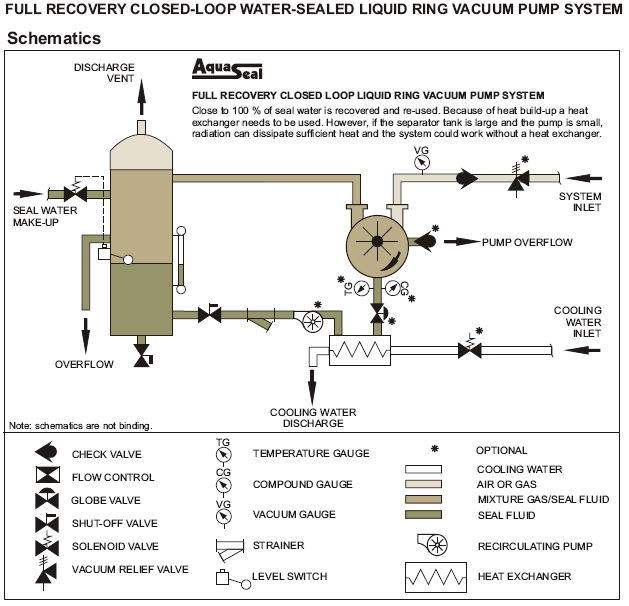 FULL RECOVERY CLOSED-LOOP WATER-SEALED LIQUID RING VACUUM PUMP SYSTEM
Schematics
DISCHARGE
VENT
AquaSeal
FULL RECOVERY CLOSED LOOP LIQUID RING VACUUM PUMP SYSTEM
Close to 100 % of seal water is recovered and re-used. Because of heat build-up a heat
exchanger needs to be used. However, if the separator tank is large and the pump is small,
radiation can dissipate sufficient heat and the system could work without a heat exchanger.
VG
*
SYSTEM
INLET
SEAL WATER
MAKE-UP
*
PUMP OVERFLOW
*
TG
CG
*
*
*
*
COOLING
WATER
INLET
OVERFLOW
COOLING WATER
DISCHARGE
Note: schematics are not binding.
CHECK VALVE
FLOW CONTROL
GLOBE VALVE
SHUT-OFF VALVE
SOLENOID VALVE
VACUUM RELIEF VALVE
TG
TEMPERATURE GAUGE
CG
COMPOUND GAUGE
VG
VACUUM GAUGE
STRAINER
LEVEL SWITCH
* OPTIONAL
COOLING WATER
AIR OR GAS
MIXTURE GAS/SEAL FLUID
SEAL FLUID
RECIRCULATING PUMP
HEAT EXCHANGER